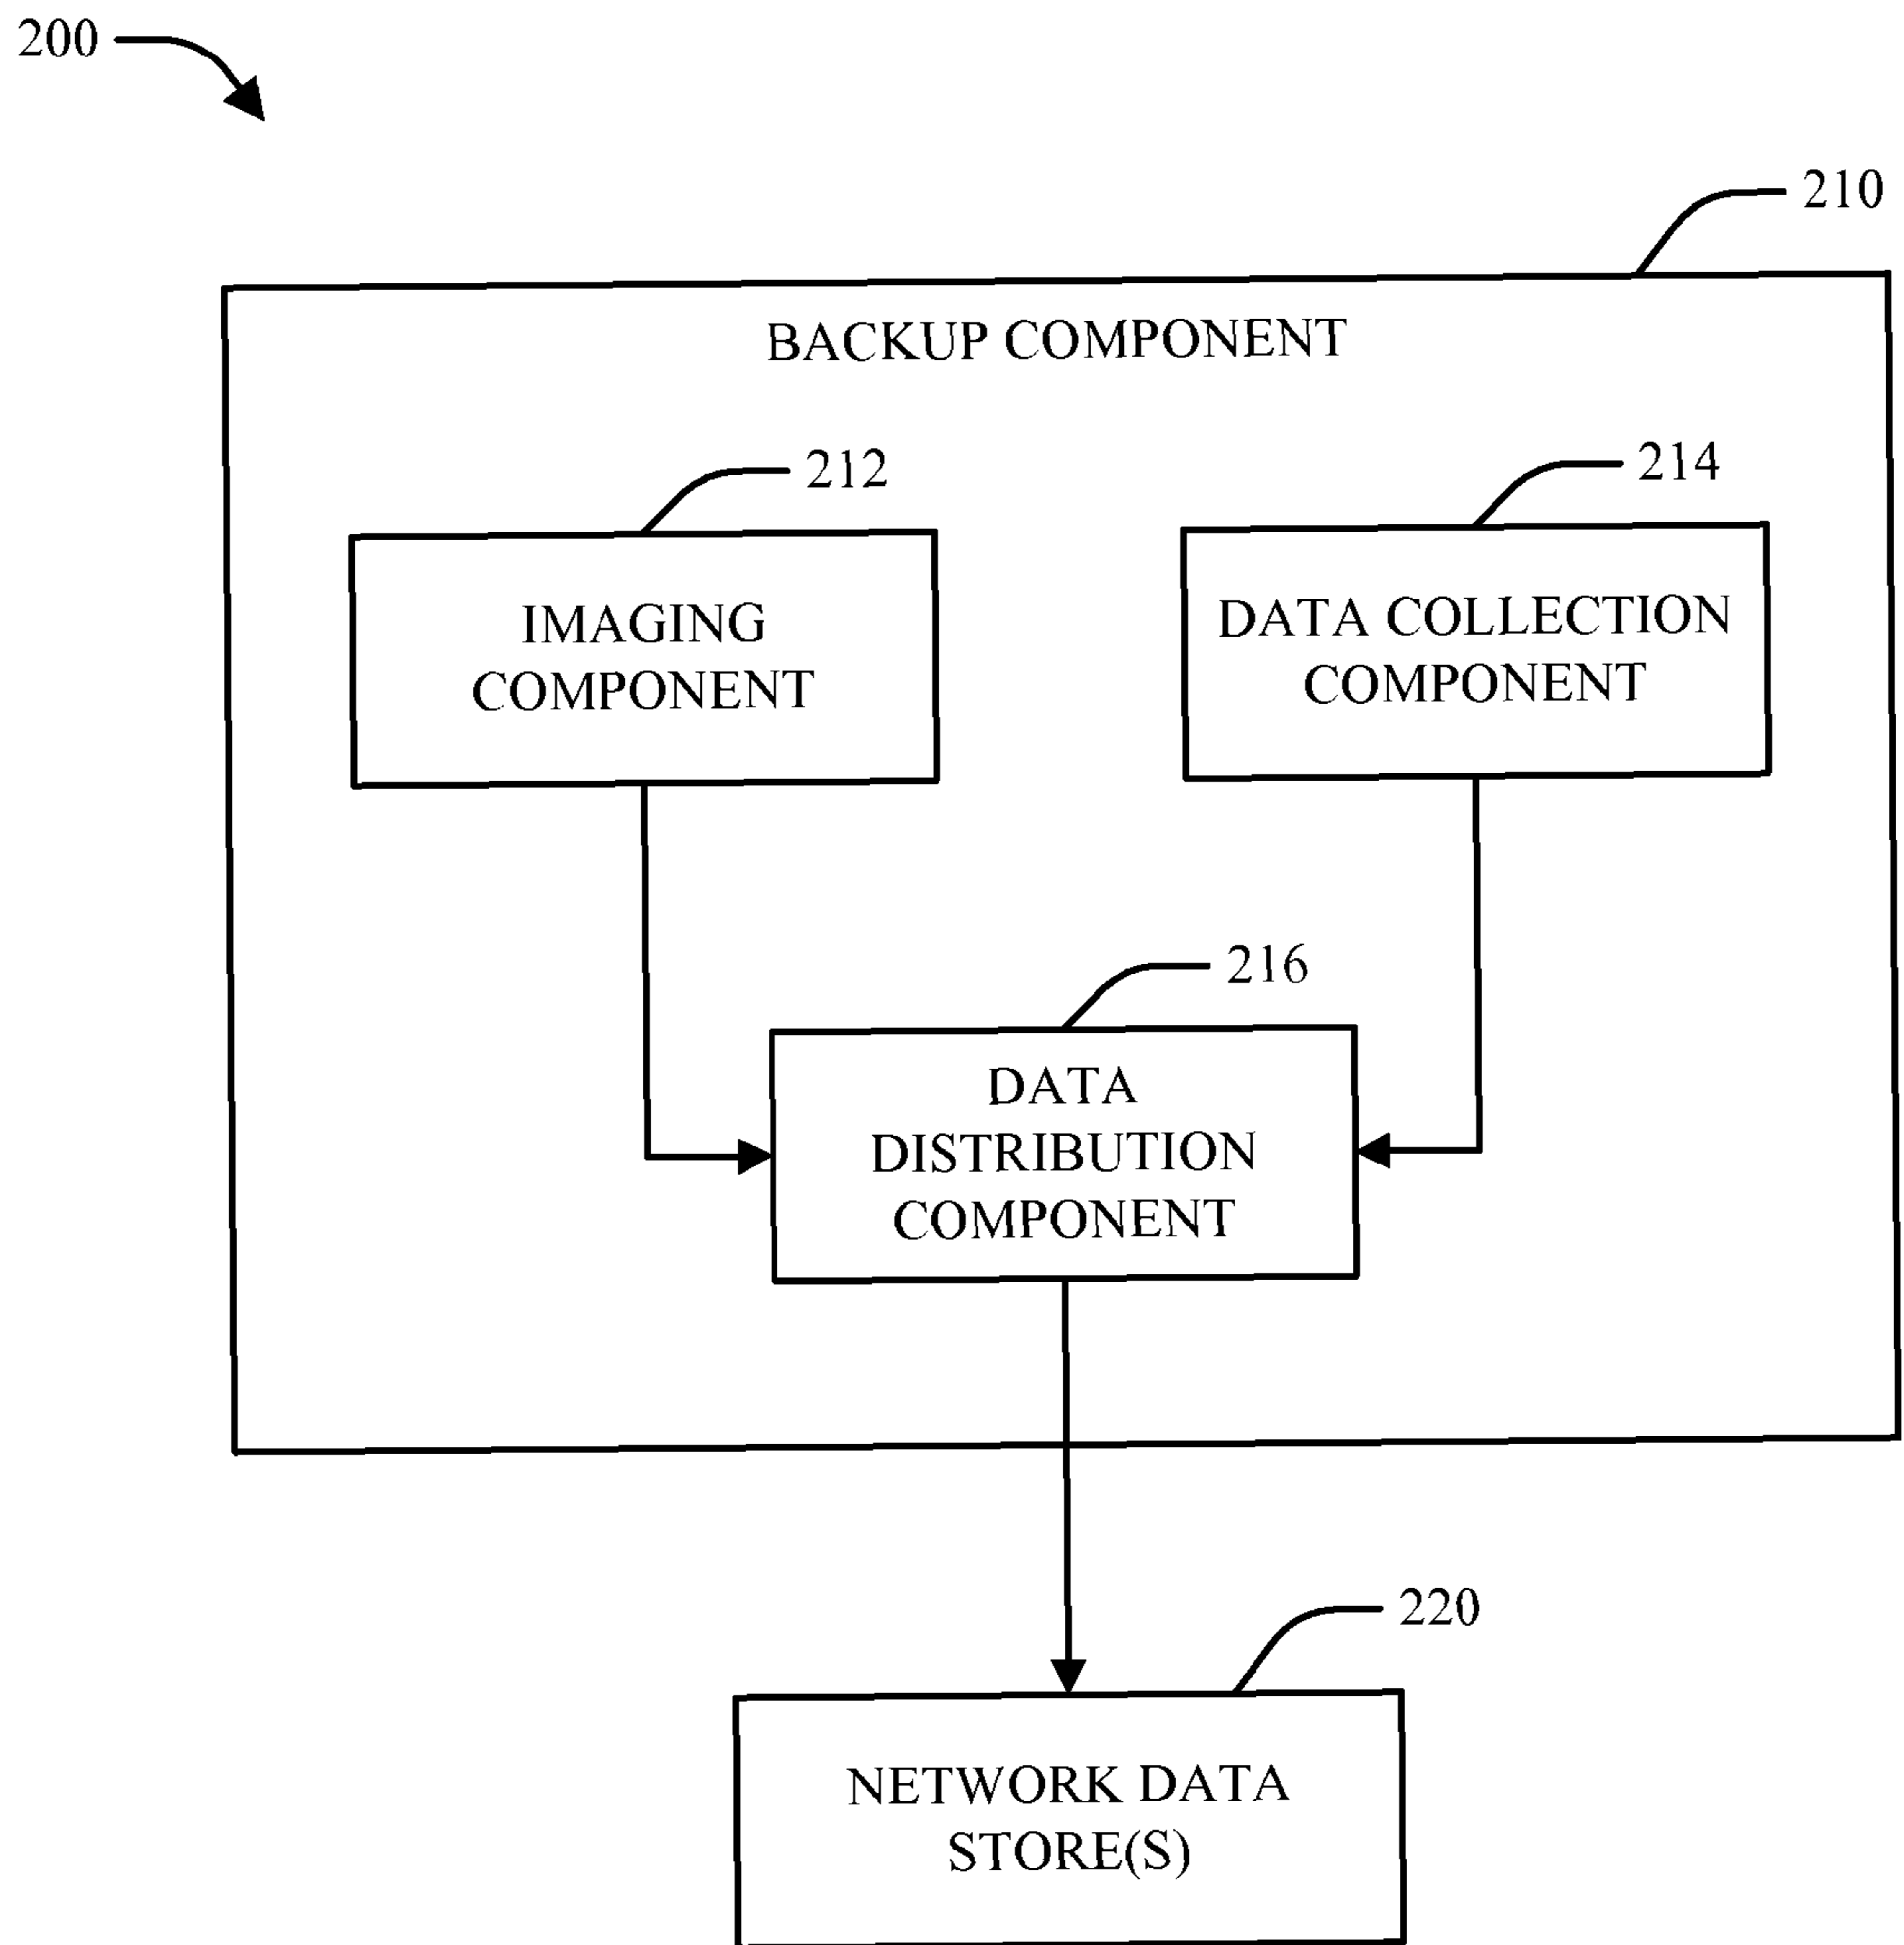 200
210
BACKUP COMPONENT
212
214
IMAGING
COMPONENT
DATA COLLECTION
COMPONENT
216
DATA
DISTRIBUTION
COMPONENT
220
NETWORK DATA
STORE(S)